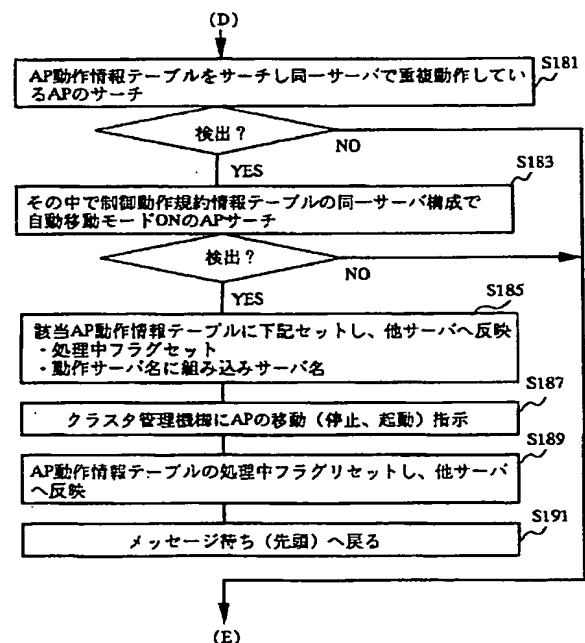 (D)
S181
AP動作情報テーブルをサーチし同一サーバで重複動作してい
るAPのサーチ
検出？
NO
YES
S183
その中で制御動作規約情報テーブルの同一サーバ構成で
自動移動モードONのAPサーチ
検出？
NO
YES
S185
該当AP動作情報テーブルに下記セットし、他サーバへ反映
・処理中フラグセット
・動作サーバ名に組み込みサーバ名
S187
クラスタ管理機構にAPの移動（停止、起動）指示
S189
AP動作情報テーブルの処理中フラグリセットし、他サーバ
へ反映
S191
メッセージ待ち（先頭）へ戻る
(E)